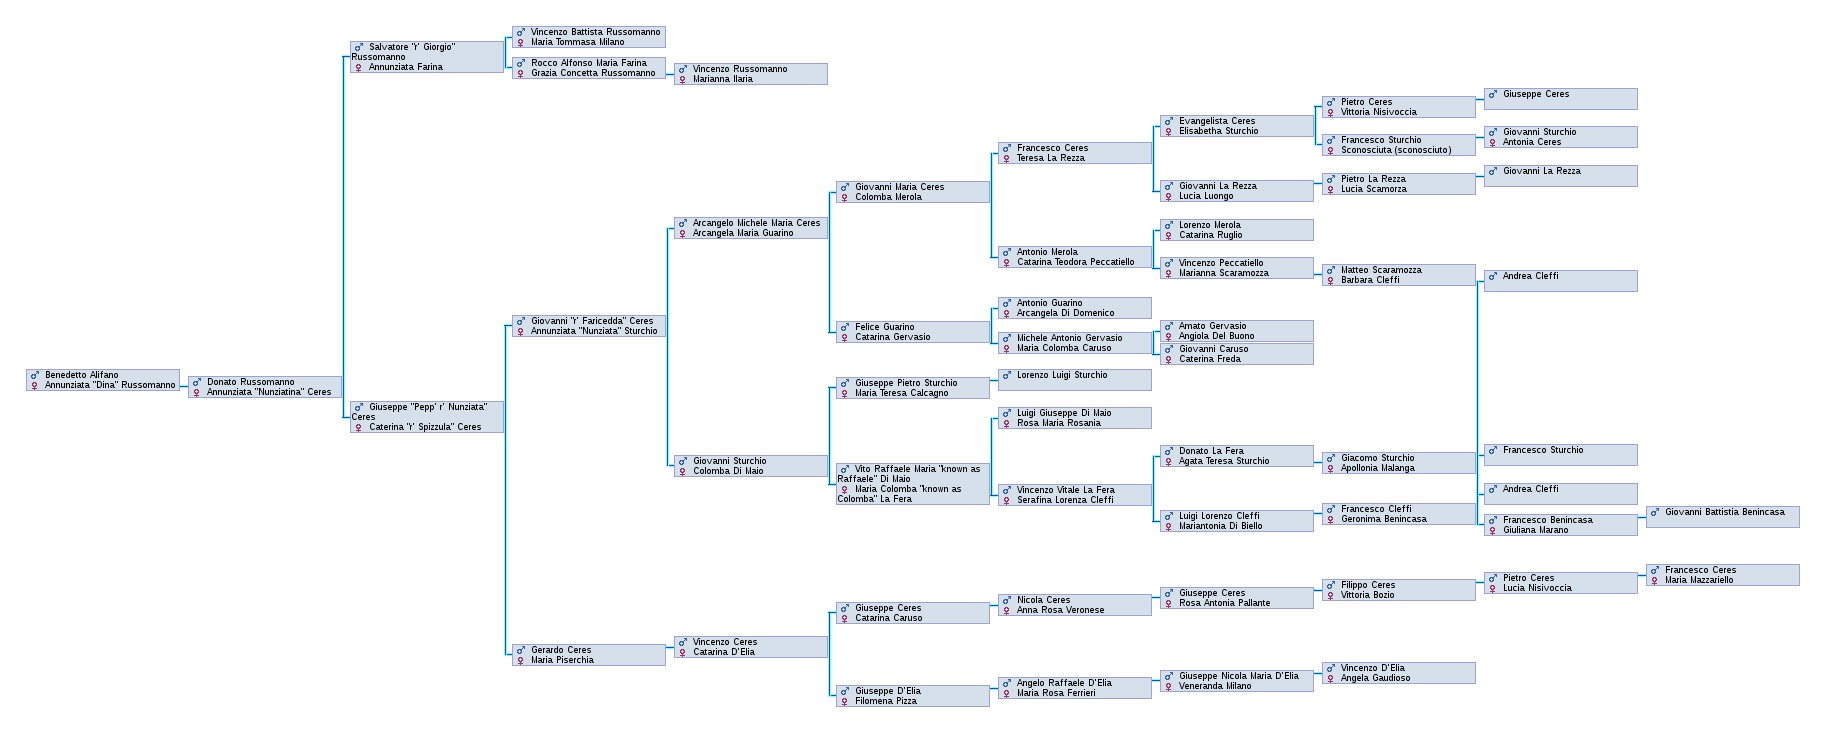 Benedetto Alifano
Annunziata "Dina" Russomanno
Donato Russomanno
Annunziata "Nunziatina" Ceres
Salvatore "r' Giorgio"
Russomanno
Annunziata Farina
Giuseppe "Pepp' r' Nunziata"
Ceres
Caterina "r' Spizzula" Ceres
Vincenzo Battista Russomanno
Maria Tommasa Milano
Rocco Alfonso Maria Farina
Grazia Concetta Russomanno
Giovanni "r' Faricedda" Ceres
Annunziata "Nunziata" Sturchio
Gerardo Ceres
Maria Piserchia
Vincenzo Russomanno
Marianna Ilaria
Arcangelo Michele Maria Ceres
Arcangela Maria Guarino
Giovanni Sturchio
Colomba Di Maio
Vincenzo Ceres
Catarina D'Elia
Giovanni Maria Ceres
Colomba Merola
Felice Guarino
Catarina Gervasio
Giuseppe Pietro Sturchio
Maria Teresa Calcagno
Vito Raffaele Maria "known as
Raffaele" Di Maio
Maria Colomba "known as
Colomba" La Fera
Giuseppe Ceres
Catarina Caruso
Giuseppe D'Elia
Filomena Pizza
Francesco Ceres
Teresa La Rezza
Antonio Merola
Catarina Teodora Peccatiello
Antonio Guarino
Arcangela Di Domenico
Michele Antonio Gervasio
Maria Colomba Caruso
Lorenzo Luigi Sturchio
Luigi Giuseppe Di Maio
Rosa Maria Rosania
Vincenzo Vitale La Fera
Serafina Lorenza Cleffi
Nicola Ceres
Anna Rosa Veronese
Angelo Raffaele D'Elia
Maria Rosa Ferrieri
Evangelista Ceres
Elisabetha Sturchio
Giovanni La Rezza
Lucia Luongo
Lorenzo Merola
Catarina Ruglio
Vincenzo Peccatiello
Marianna Scaramozza
Amato Gervasio
Angiola Del Buono
Giovanni Caruso
Caterina Freda
Donato La Fera
Agata Teresa Sturchio
Luigi Lorenzo Cleffi
Mariantonia Di Biello
Giuseppe Ceres
Rosa Antonia Pallante
Giuseppe Nicola Maria D'Elia
Veneranda Milano
Pietro Ceres
Vittoria Nisivoccia
Francesco Sturchio
Sconosciuta (sconosciuto)
Pietro La Rezza
Lucia Scamorza
Matteo Scaramozza
Barbara Cleffi
Giacomo Sturchio
Apollonia Malanga
Francesco Cleffi
Geronima Benincasa
Filippo Ceres
Vittoria Bozio
Vincenzo D'Elia
Angela Gaudioso
Giuseppe Ceres
Giovanni Sturchio
Antonia Ceres
Giovanni La Rezza
Andrea Cleffi
Francesco Sturchio
Andrea Cleffi
Francesco Benincasa
Giuliana Marano
Pietro Ceres
Lucia Nisivoccia
Giovanni Battistia Benincasa
Francesco Ceres
Maria Mazzariello